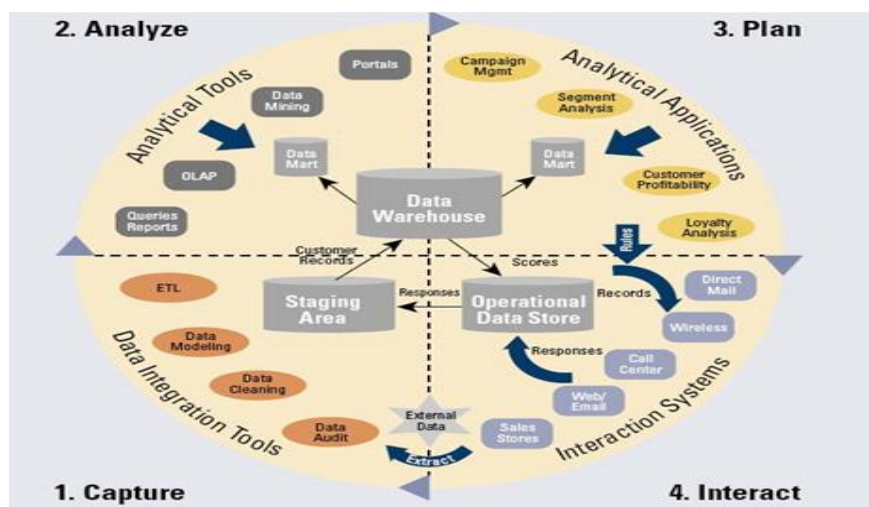 2. Analyze
3. Plan
Analytical Tools
Portals
Data
Mining
Data
Mart
OLAP
Queries
Reports
Campaign
Mgmt
Analytical Applications
Segment
Analysis
Data
Mart
Customer
Profitability
Loyalty
Analysis
Data
Warehouse
Rules
Customer
Records
Scores
ETL
Staging
Area
Responses
Operational
Data Store
Records
Direct
Mail
Wireless
Responses
Call
Center
Web/
Email
Sales
Stores
Interaction Systems
Data
Modeling
Data
Cleaning
Data
Audit
Data Integration Tools
External
Data
Extract
1. Capture
4. Interact